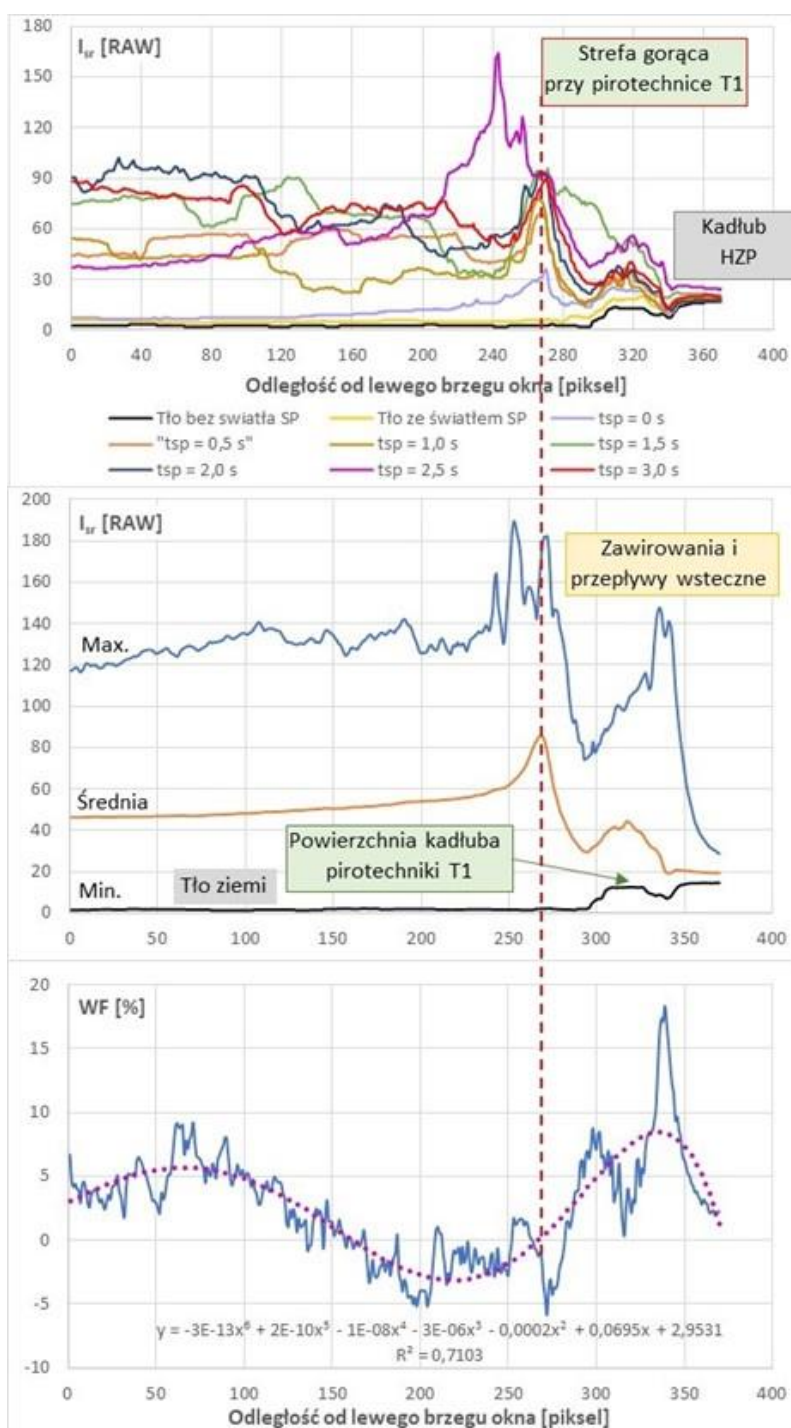 I_sr [RAW]
180
150
120
90
60
30
0
Strefa gorąca
przy pirotechnice T1
Kadłub
HZP
0 40 80 120 160 200 240 280 320 360 400
Odległość od lewego brzegu okna [piksel]
Tło bez swiatła SP Tło ze światłem SP tsp = 0 s
"tsp = 0,5 s" tsp = 1,0 s tsp = 1,5 s
tsp = 2,0 s tsp = 2,5 s tsp = 3,0 s
I_sr [RAW]
200
180
160
140
120
100
80
60
40
20
0
Zawirowania i
przepływy wsteczne
Max.
Średnia
Powierzchnia kadłuba
pirotechniki T1
Min.
Tło ziemi
0 50 100 150 200 250 300 350 400
WF [%]
20
15
10
5
0
-5
-10
y = -3E-13x⁶ + 2E-10x⁵ - 1E-08x⁴ - 3E-06x³ - 0,0002x² + 0,0695x + 2,9531
R² = 0,7103
0 50 100 150 200 250 300 350 400
Odległość od lewego brzegu okna [piksel]